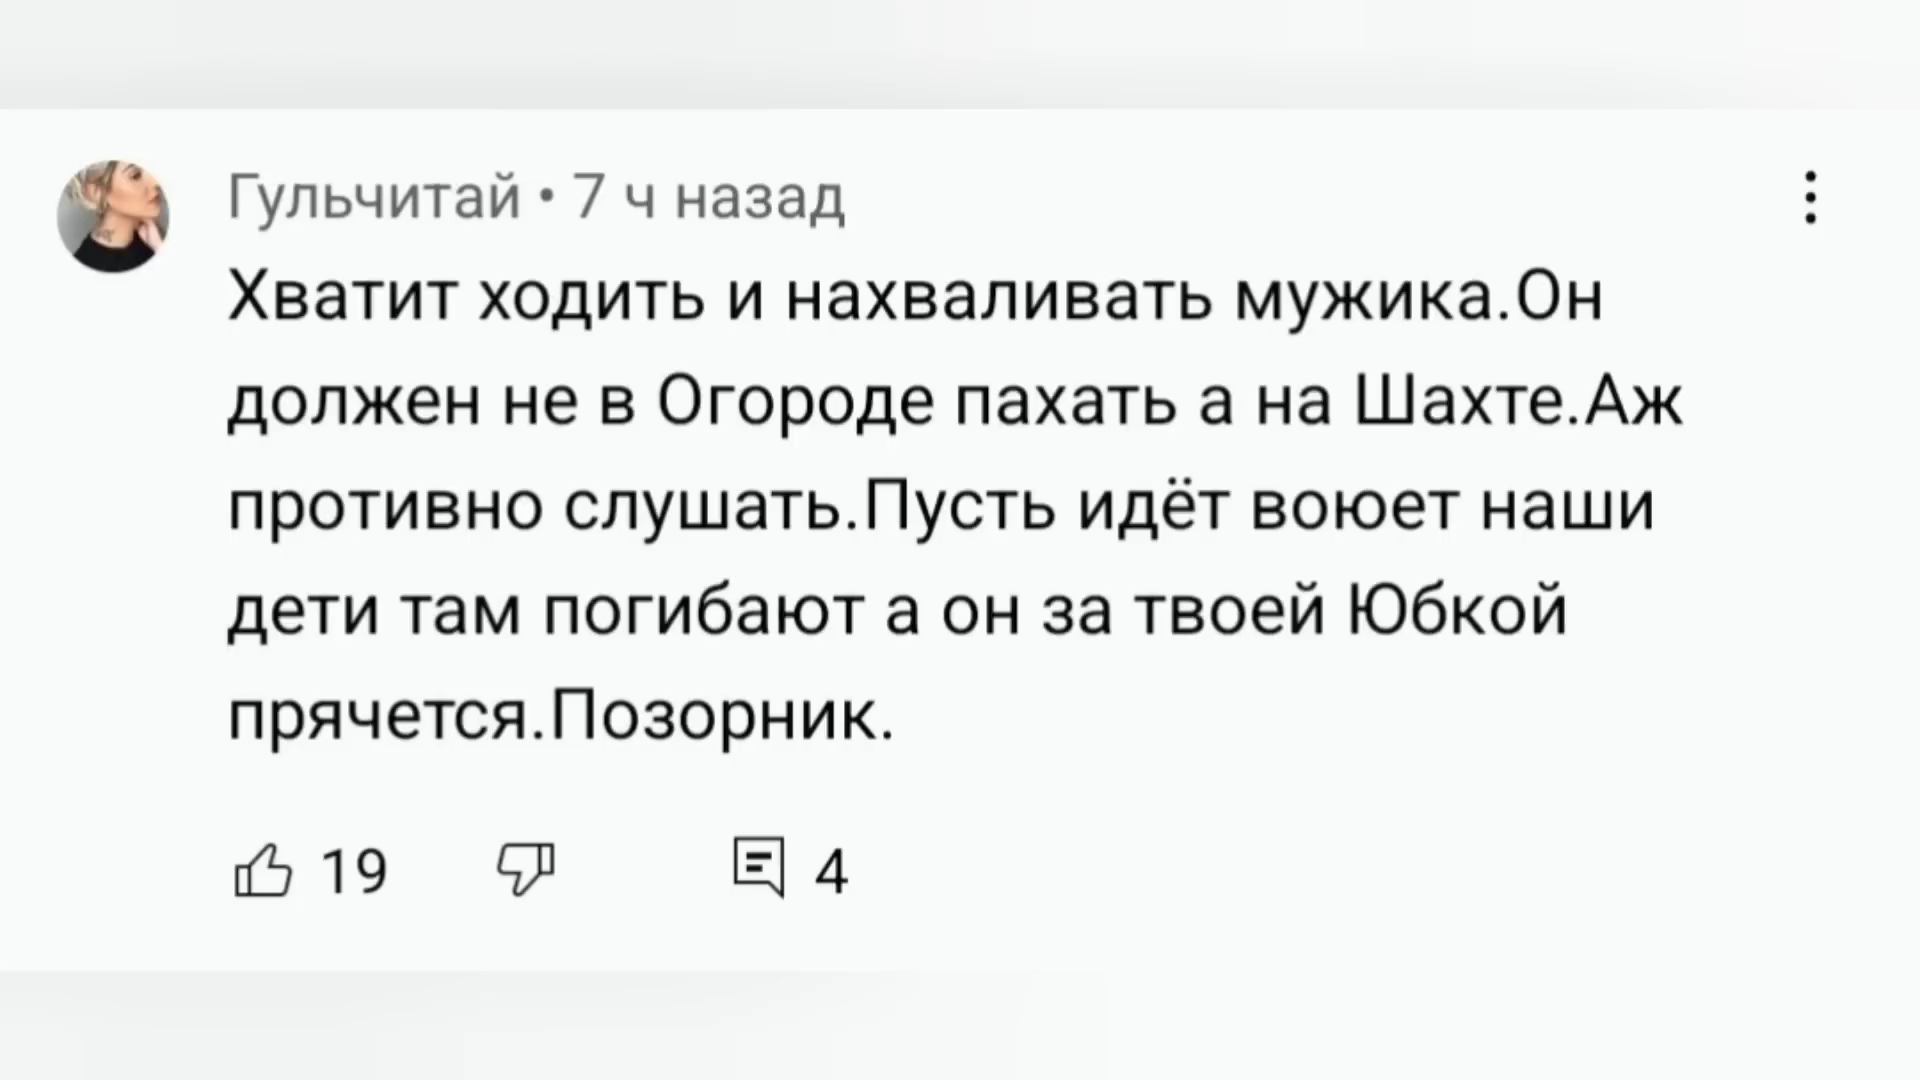 Гульчитай • 7 ч назад
Хватит ходить и нахваливать мужика.Он
должен не в Огороде пахать а на Шахте.Аж
противно слушать.Пусть идёт воюет наши
дети там погибают а он за твоей Юбкой
прячется.Позорник.
19 4